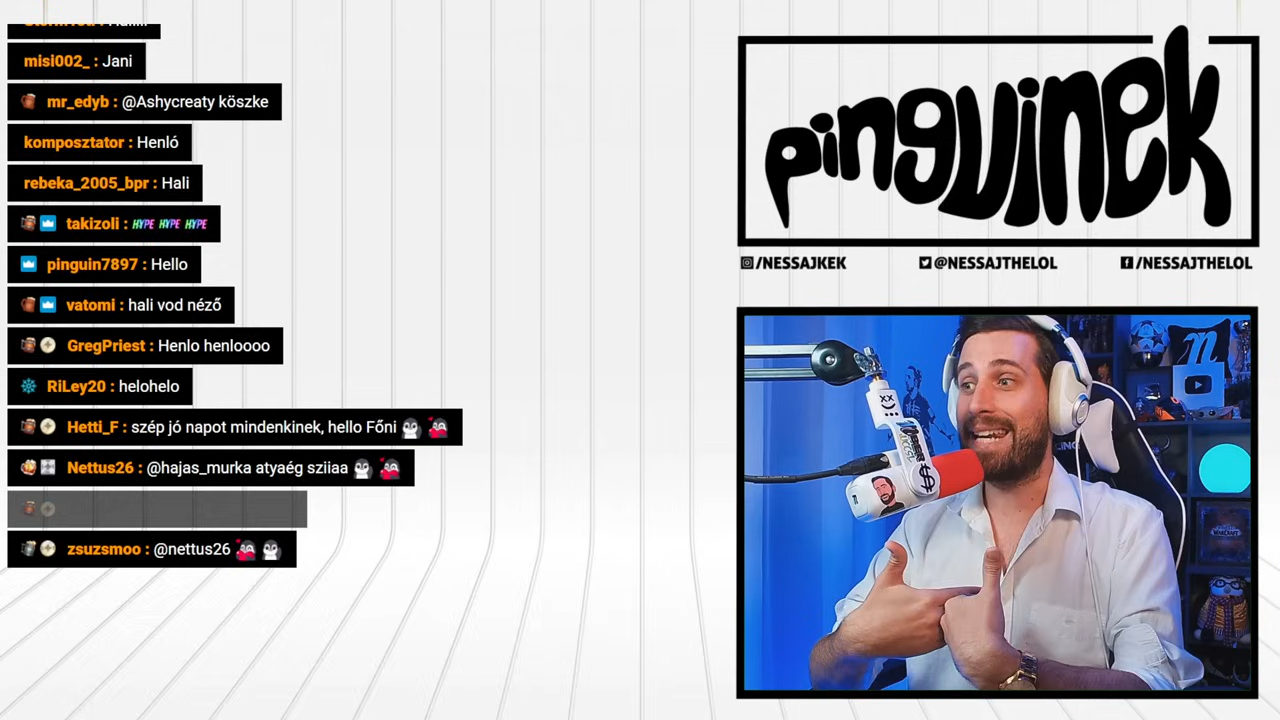 misi002_ : Jani
mr_edyb : @Ashycreaty köszke
komposztator : Henló
rebeka_2005_bpr : Hali
takizoli : HYPE HYPE HYPE
pinguin7897 : Hello
vatomi : hali vod néző
GregPriest : Henlo henloooo
RiLey20 : helohelo
Hetti_F : szép jó napot mindenkinek, hello Főni
Nettus26 : @hajas_murka atyaég sziiaa
zsuzsmoo : @nettus26
pinguinek
/NESSAJKEK
@NESSAJTHELOL
/NESSAJTHELOL